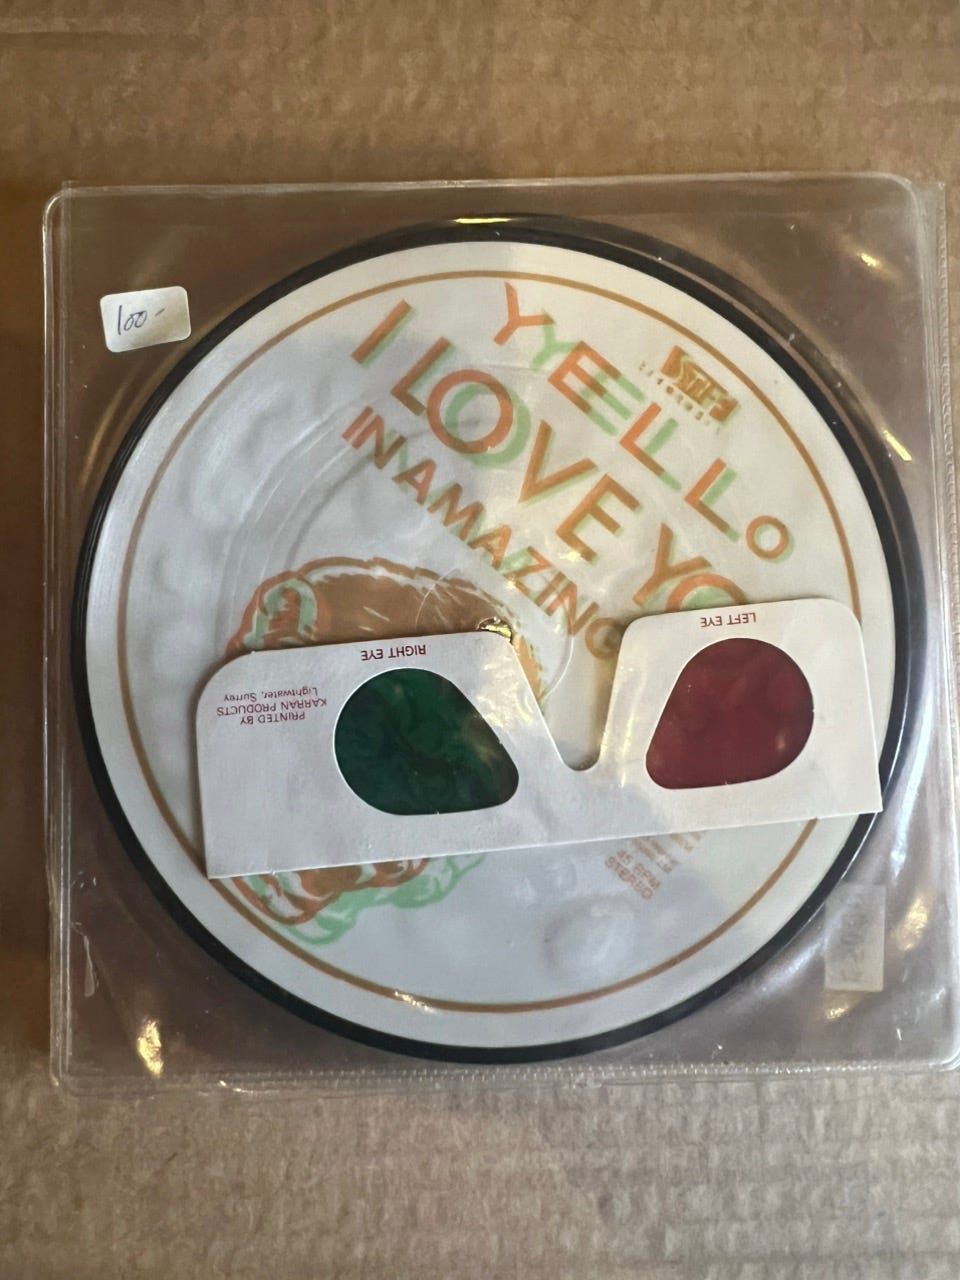 100-
YELLO
I LOVE YO
IN AMAZING
STIFF
RECORDS
LEFT EYE
RIGHT EYE
PRINTED BY
KARRAN PRODUCTS
Lightwater, Surrey
45 RPM
STEREO